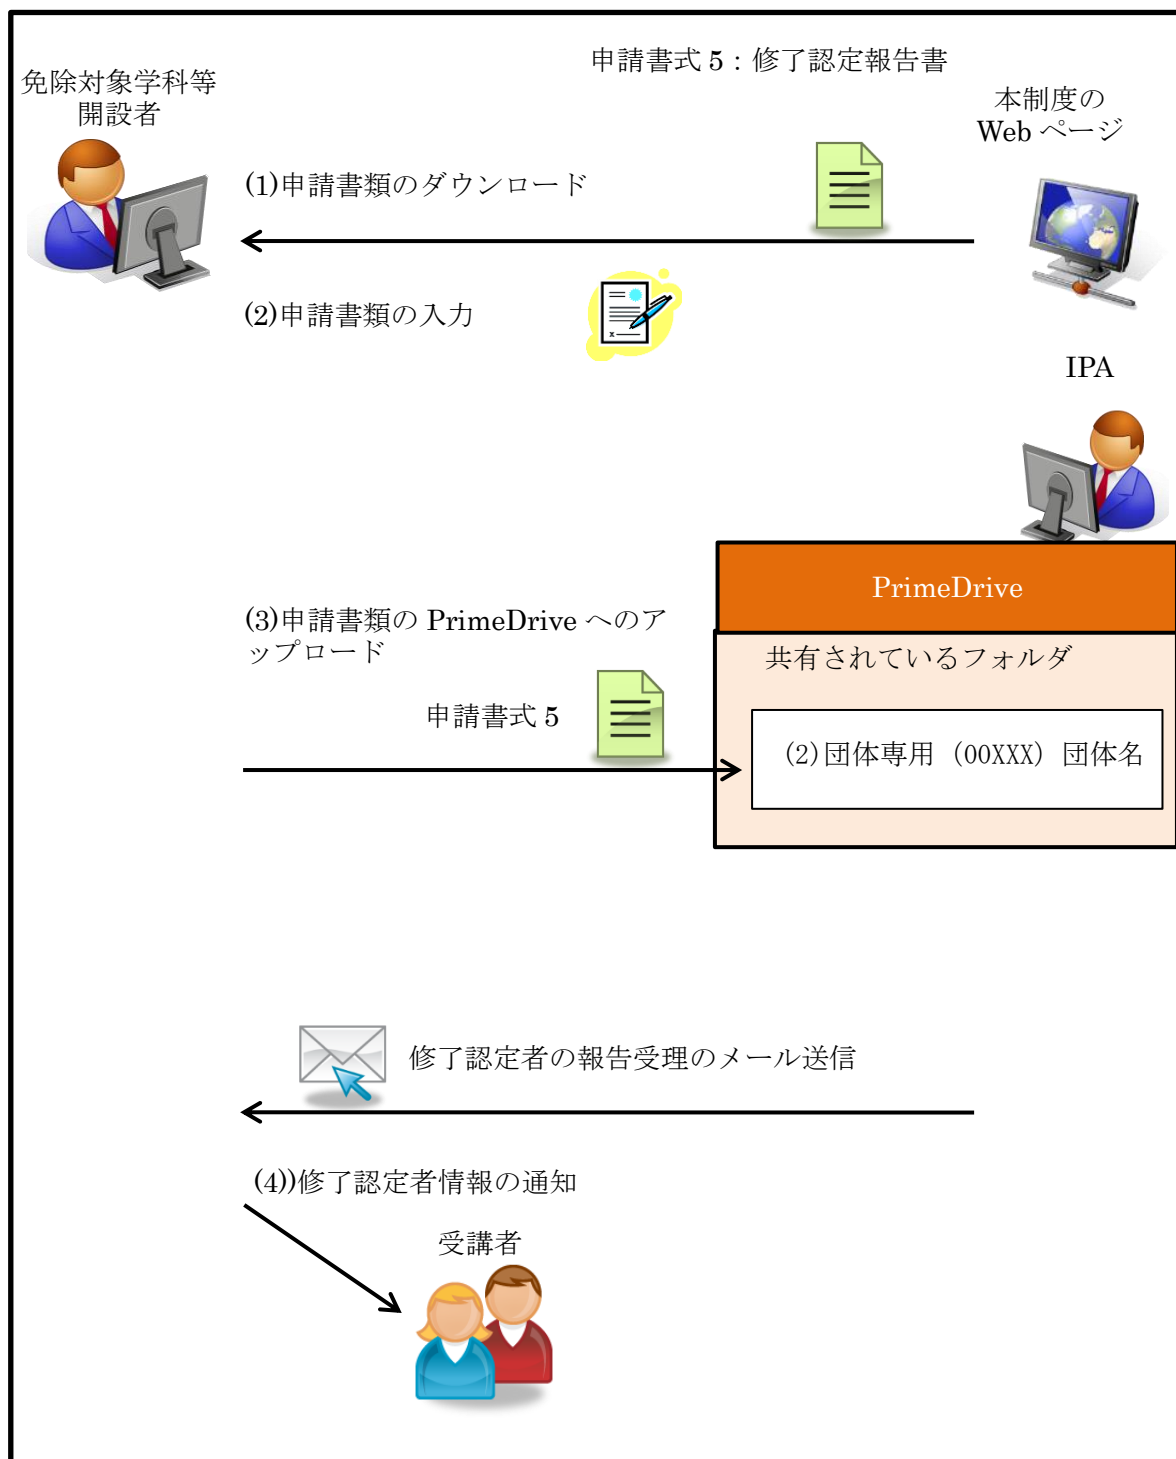 申請書式 5：修了認定報告書
免除対象学科等
開設者
本制度の
Web ページ
(1)申請書類のダウンロード
(2)申請書類の入力
IPA
PrimeDrive
(3)申請書類の PrimeDrive へのア
ップロード
共有されているフォルダ
申請書式 5
(2)団体専用（00XXX）団体名
修了認定者の報告受理のメール送信
(4))修了認定者情報の通知
受講者